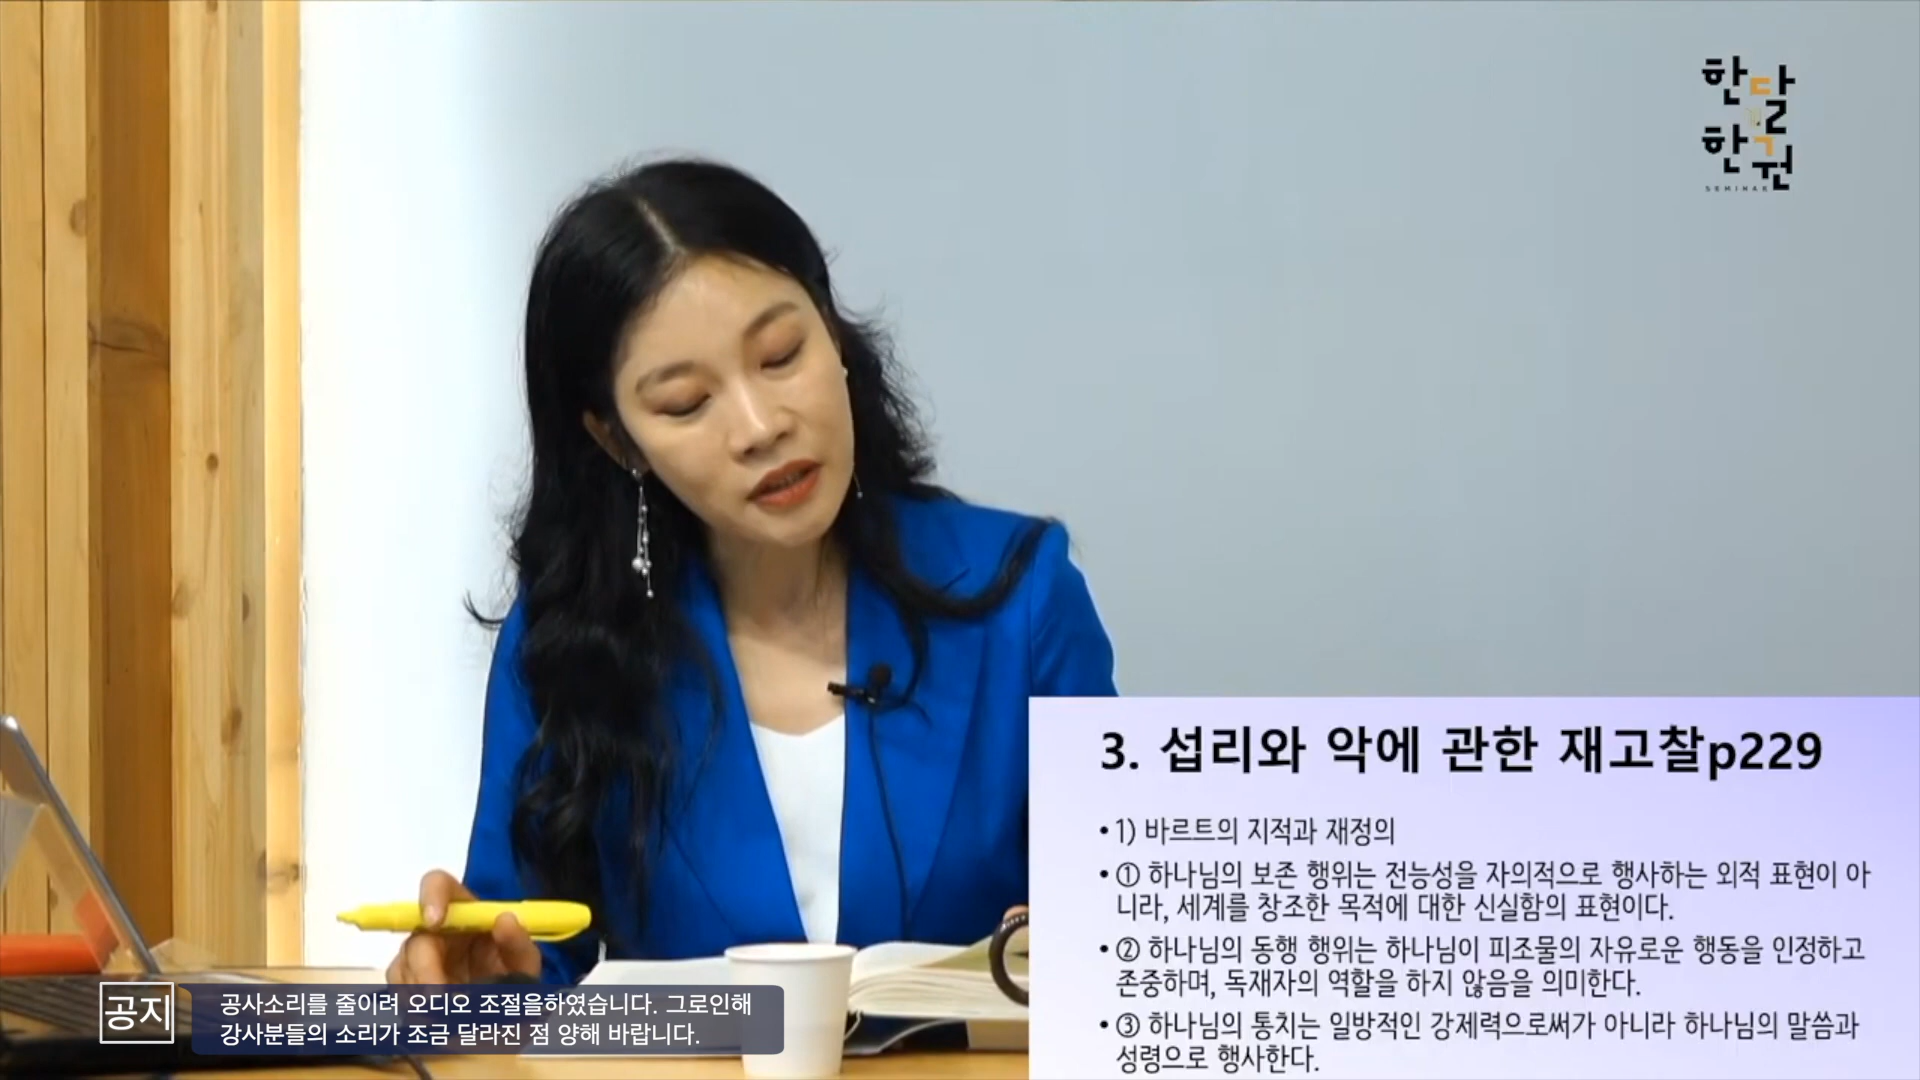 한달
한권
SEMINAR
3. 섭리와 악에 관한 재고찰p229
• 1) 바르트의 지적과 재정의
• ① 하나님의 보존 행위는 전능성을 자의적으로 행사하는 외적 표현이 아
니라, 세계를 창조한 목적에 대한 신실함의 표현이다.
• ② 하나님의 동행 행위는 하나님이 피조물의 자유로운 행동을 인정하고
존중하며, 독재자의 역할을 하지 않음을 의미한다.
• ③ 하나님의 통치는 일방적인 강제력으로써가 아니라 하나님의 말씀과
성령으로 행사한다.
공지
공사소리를 줄이려 오디오 조절을하였습니다. 그로인해
강사분들의 소리가 조금 달라진 점 양해 바랍니다.